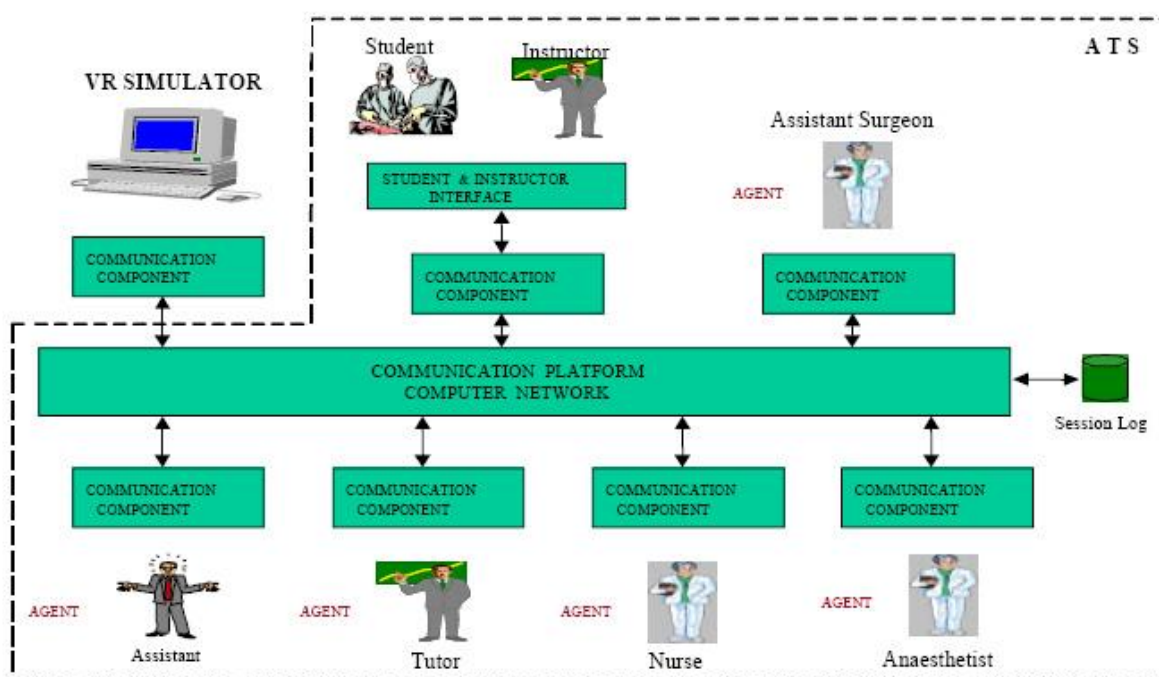 Student
Instructor
A T S
VR SIMULATOR
Assistant Surgeon
STUDENT & INSTRUCTOR
INTERFACE
AGENT
COMMUNICATION
COMPONENT
COMMUNICATION
COMPONENT
COMMUNICATION
COMPONENT
COMMUNICATION PLATFORM
COMPUTER NETWORK
Session Log
COMMUNICATION
COMPONENT
COMMUNICATION
COMPONENT
COMMUNICATION
COMPONENT
COMMUNICATION
COMPONENT
AGENT
AGENT
AGENT
AGENT
Assistant
Tutor
Nurse
Anaesthetist